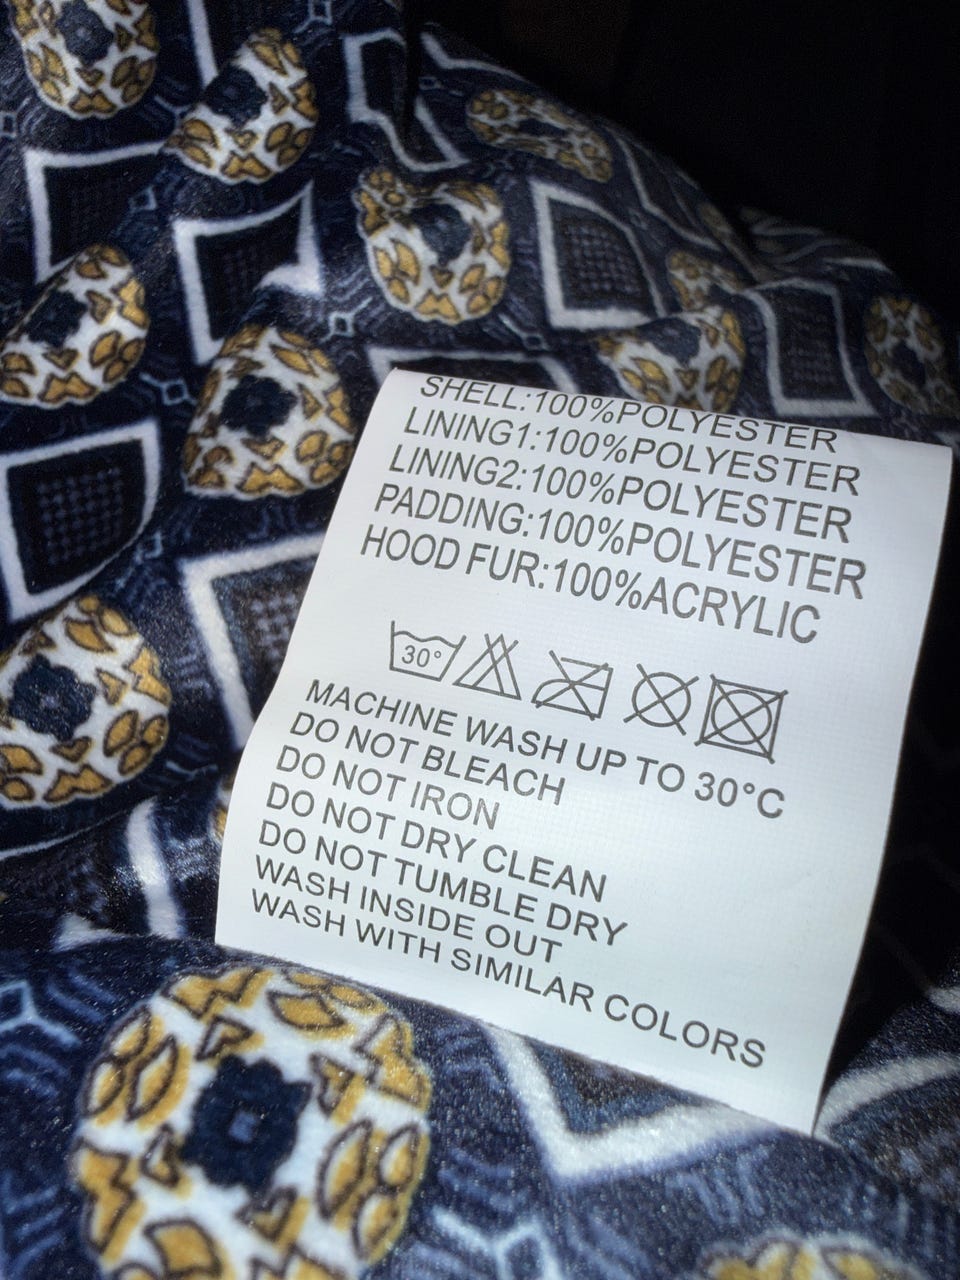 SHELL:100%POLYESTER
LINING1:100%POLYESTER
LINING2:100%POLYESTER
PADDING:100%POLYESTER
HOOD FUR:100%ACRYLIC
30°
MACHINE WASH UP TO 30°C
DO NOT BLEACH
DO NOT IRON
DO NOT DRY CLEAN
DO NOT TUMBLE DRY
WASH INSIDE OUT
WASH WITH SIMILAR COLORS